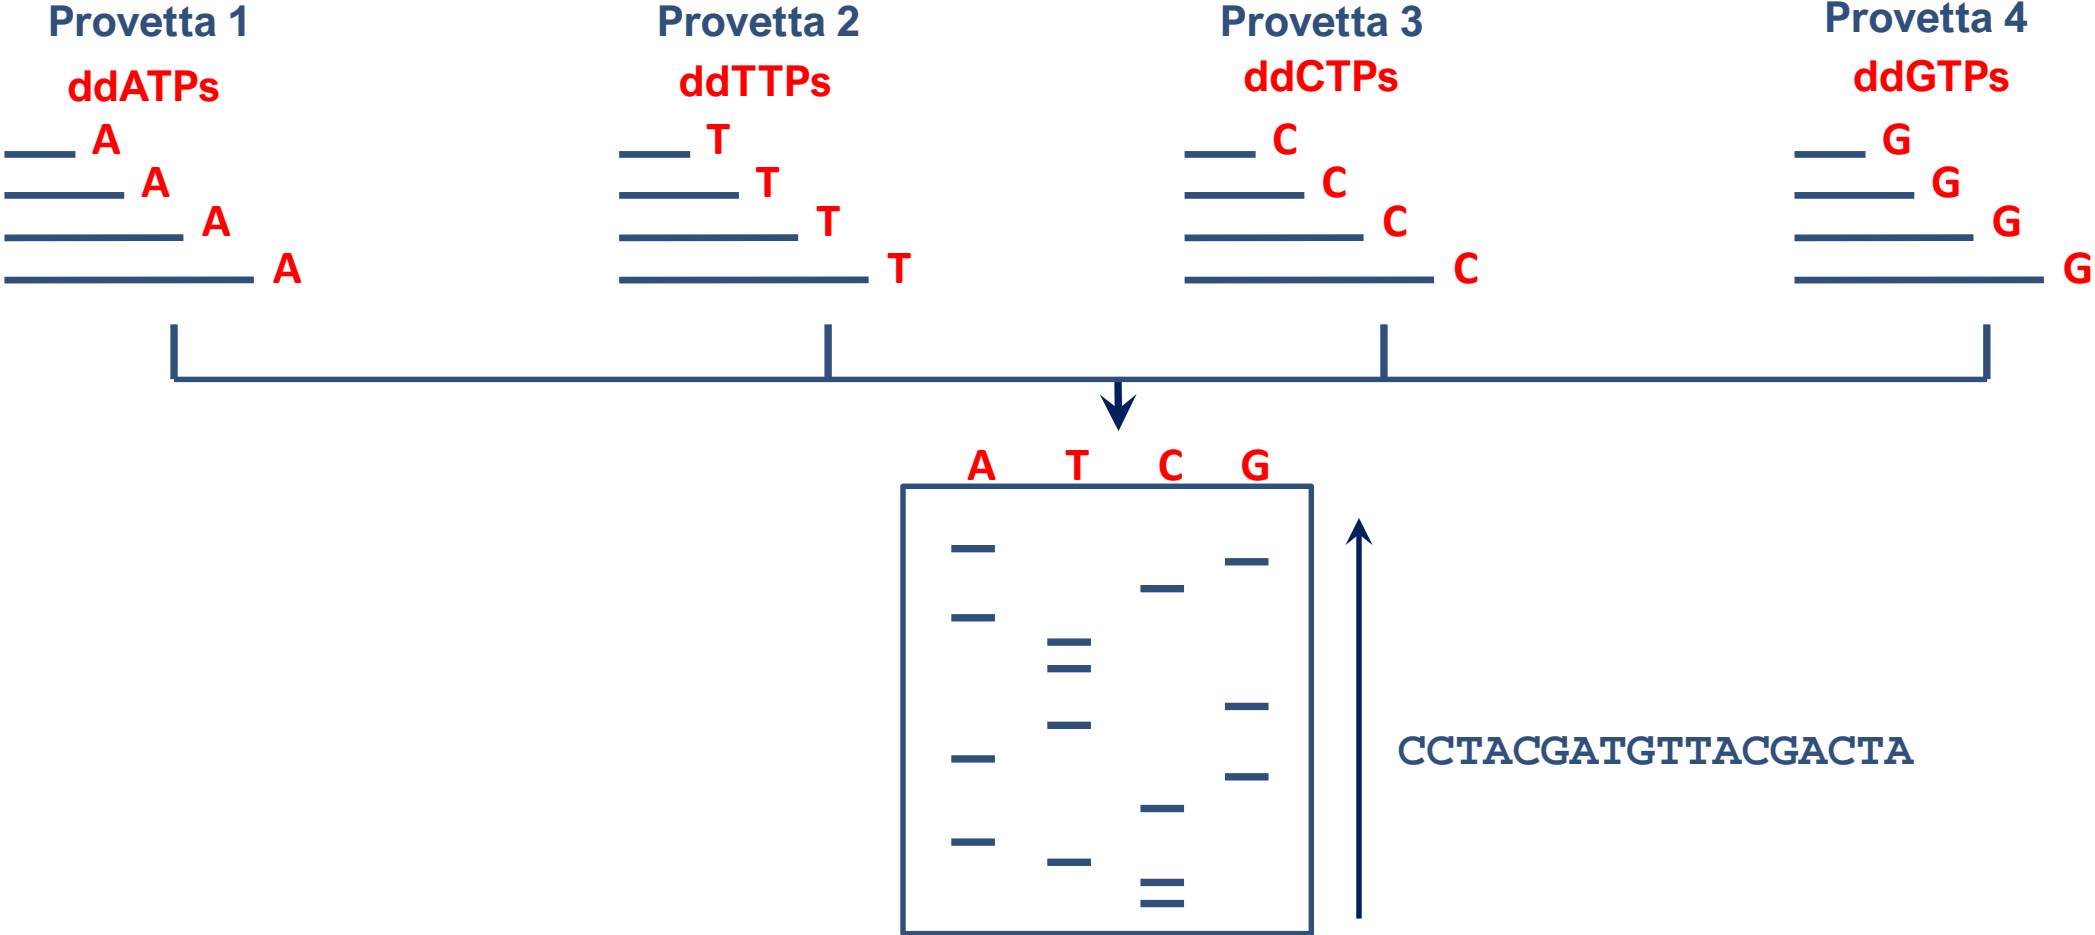 Provetta 1
Provetta 2
Provetta 3
Provetta 4
ddATPs
ddTTPs
ddCTPs
ddGTPs
A
T
C
G
A
T
C
G
A
T
C
G
A
T
C
G
A T C G
CCTACGATGTTACGACTA